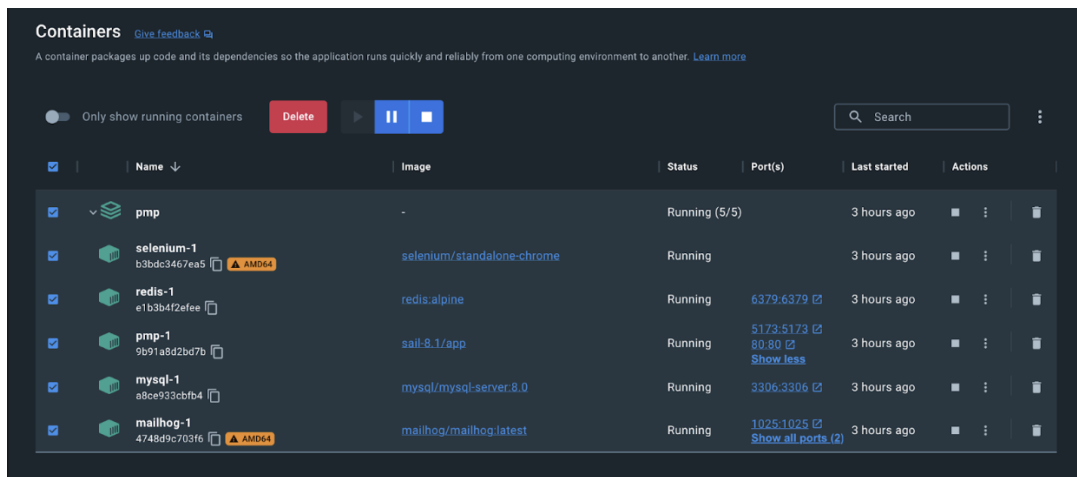 Containers Give feedback
A container packages up code and its dependencies so the application runs quickly and reliably from one computing environment to another. Learn more
Only show running containers Delete Search
Name Image Status Port(s) Last started Actions
pmp - Running (5/5) 3 hours ago
selenium-1
b3bdc3467ea5 AMD64 selenium/standalone-chrome Running 3 hours ago
redis-1
e1b3b4f2efee redis:alpine Running 6379:6379 3 hours ago
pmp-1
9b91a8d2bd7b sail-8.1/app Running 5173:5173
80:80 3 hours ago
Show less
mysql-1
a8ce933cbfb4 mysql/mysql-server:8.0 Running 3306:3306 3 hours ago
mailhog-1
4748d9c703f6 AMD64 mailhog/mailhog:latest Running 1025:1025 3 hours ago
Show all ports (2)